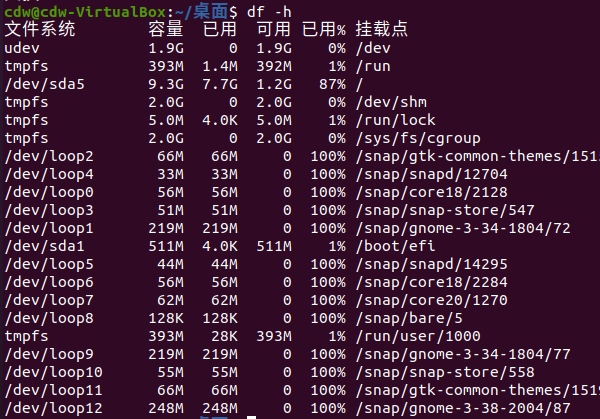 cdw@cdw-VirtualBox:~/桌面$ df -h
文件系统 容量 已用 可用 已用% 挂载点
udev 1.9G 0 1.9G 0% /dev
tmpfs 393M 1.4M 392M 1% /run
/dev/sda5 9.3G 7.7G 1.2G 87% /
tmpfs 2.0G 0 2.0G 0% /dev/shm
tmpfs 5.0M 4.0K 5.0M 1% /run/lock
tmpfs 2.0G 0 2.0G 0% /sys/fs/cgroup
/dev/loop2 66M 66M 0 100% /snap/gtk-common-themes/151
/dev/loop4 33M 33M 0 100% /snap/snapd/12704
/dev/loop0 56M 56M 0 100% /snap/core18/2128
/dev/loop3 51M 51M 0 100% /snap/snap-store/547
/dev/loop1 219M 219M 0 100% /snap/gnome-3-34-1804/72
/dev/sda1 511M 4.0K 511M 1% /boot/efi
/dev/loop5 44M 44M 0 100% /snap/snapd/14295
/dev/loop6 56M 56M 0 100% /snap/core18/2284
/dev/loop7 62M 62M 0 100% /snap/core20/1270
/dev/loop8 128K 128K 0 100% /snap/bare/5
tmpfs 393M 28K 393M 1% /run/user/1000
/dev/loop9 219M 219M 0 100% /snap/gnome-3-34-1804/77
/dev/loop10 55M 55M 0 100% /snap/snap-store/558
/dev/loop11 66M 66M 0 100% /snap/gtk-common-themes/151
/dev/loop12 248M 248M 0 100% /snap/gnome-3-38-2004/87